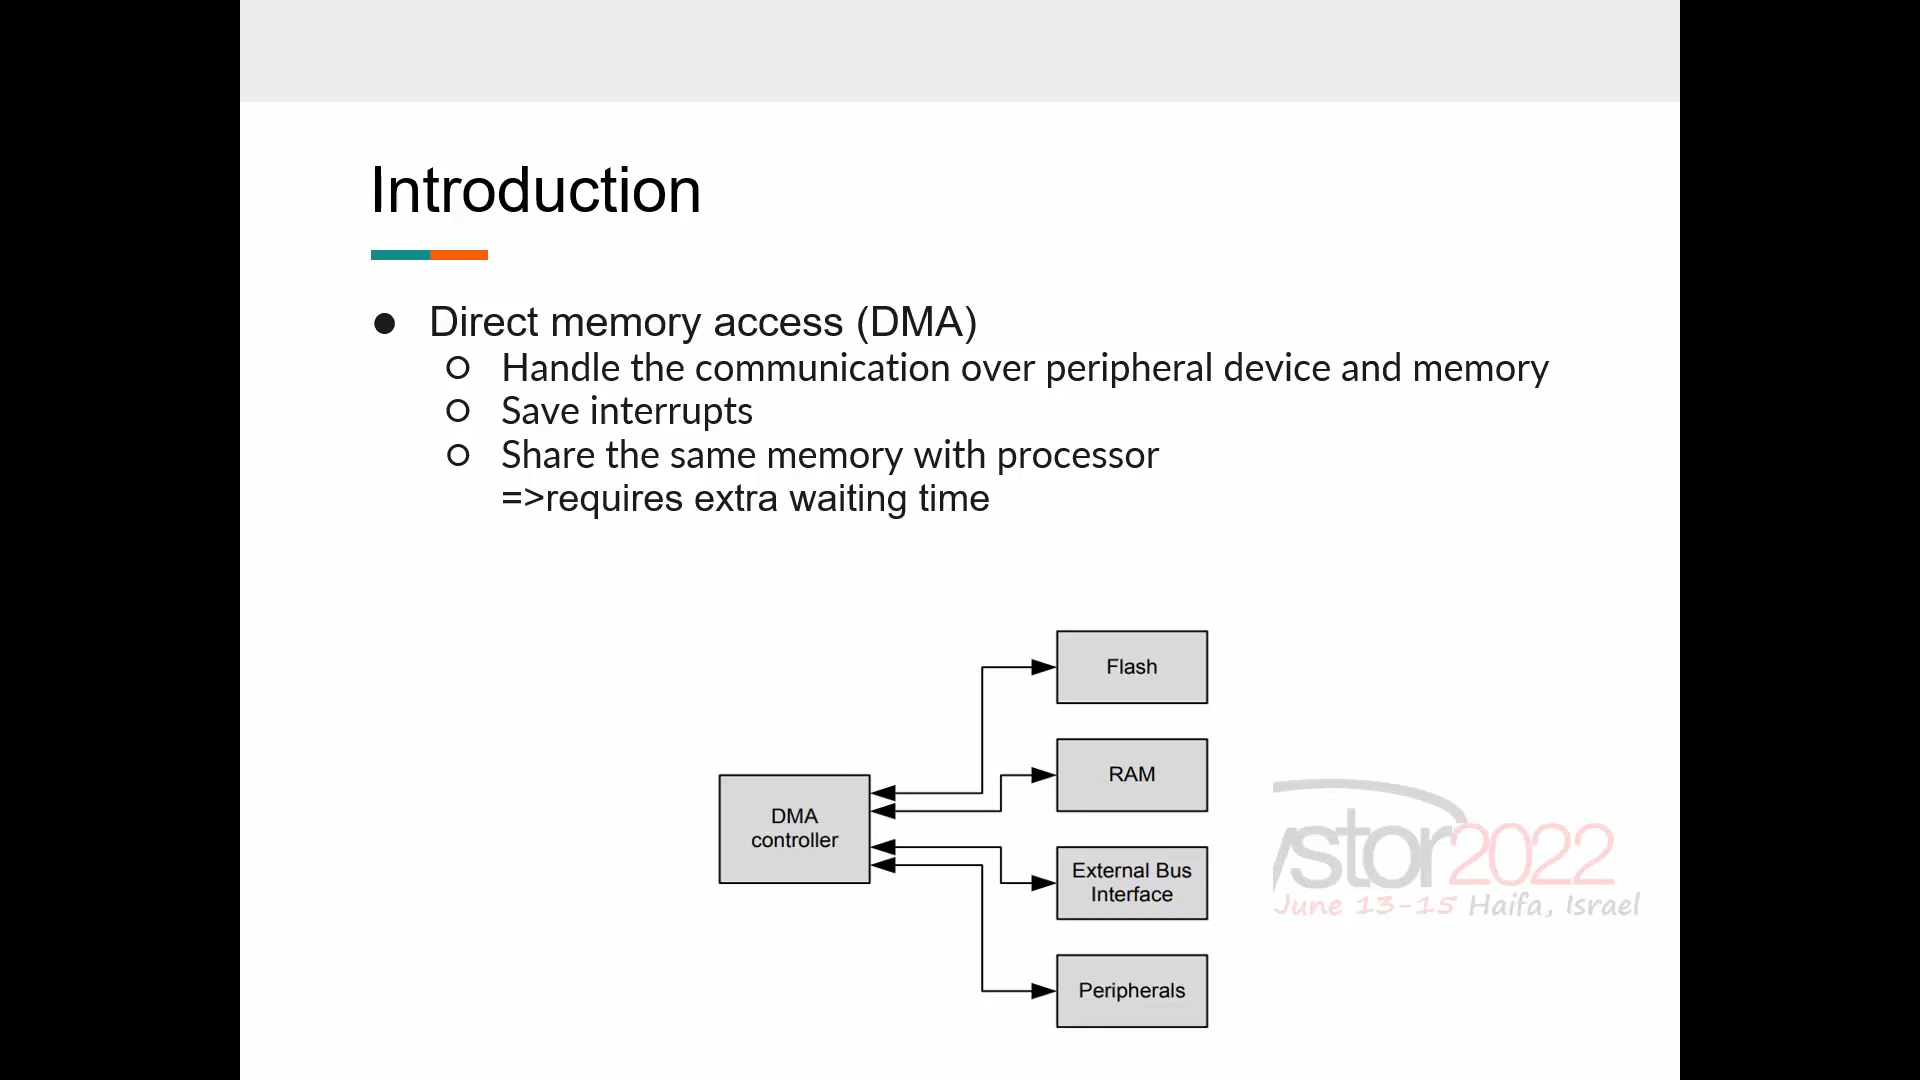 Introduction
Direct memory access (DMA)
Handle the communication over peripheral device and memory
Save interrupts
Share the same memory with processor
=>requires extra waiting time
Flash
RAM
DMA
controller
External Bus
Interface
Peripherals
ystor2022
June 13-15 Haifa, Israel